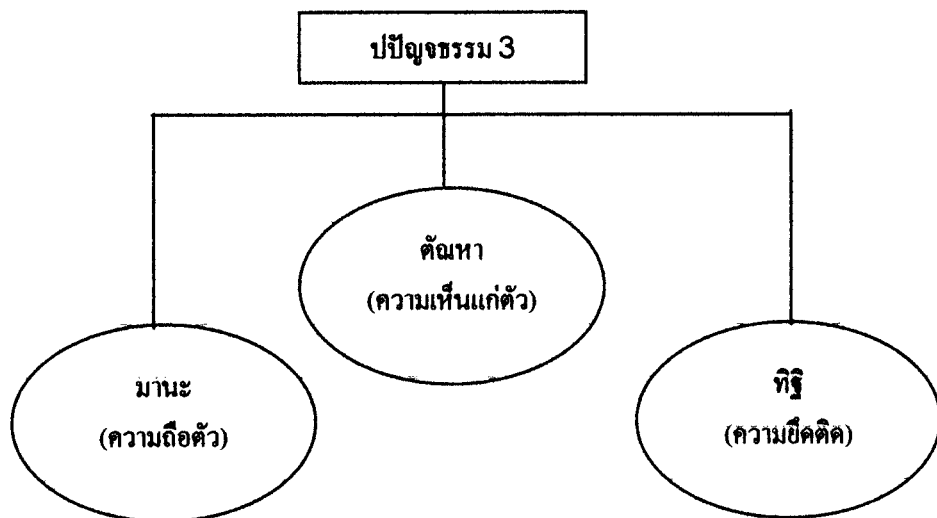 ปปัญจธรรม 3
ตัณหา
(ความเห็นแก่ตัว)
มานะ
(ความถือตัว)
ทิฐิ
(ความยึดติด)